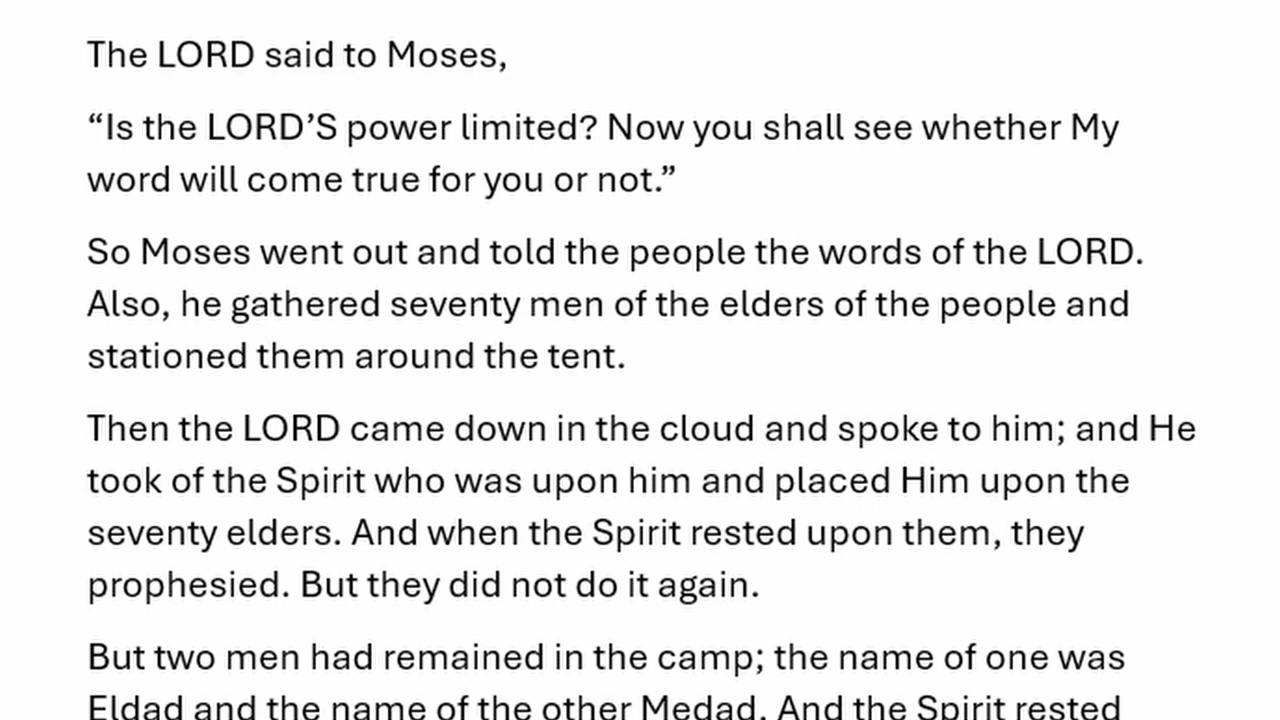 The LORD said to Moses,
“Is the LORD’S power limited? Now you shall see whether My
word will come true for you or not.”
So Moses went out and told the people the words of the LORD.
Also, he gathered seventy men of the elders of the people and
stationed them around the tent.
Then the LORD came down in the cloud and spoke to him; and He
took of the Spirit who was upon him and placed Him upon the
seventy elders. And when the Spirit rested upon them, they
prophesied. But they did not do it again.
But two men had remained in the camp; the name of one was
Eldad and the name of the other Medad. And the Spirit rested